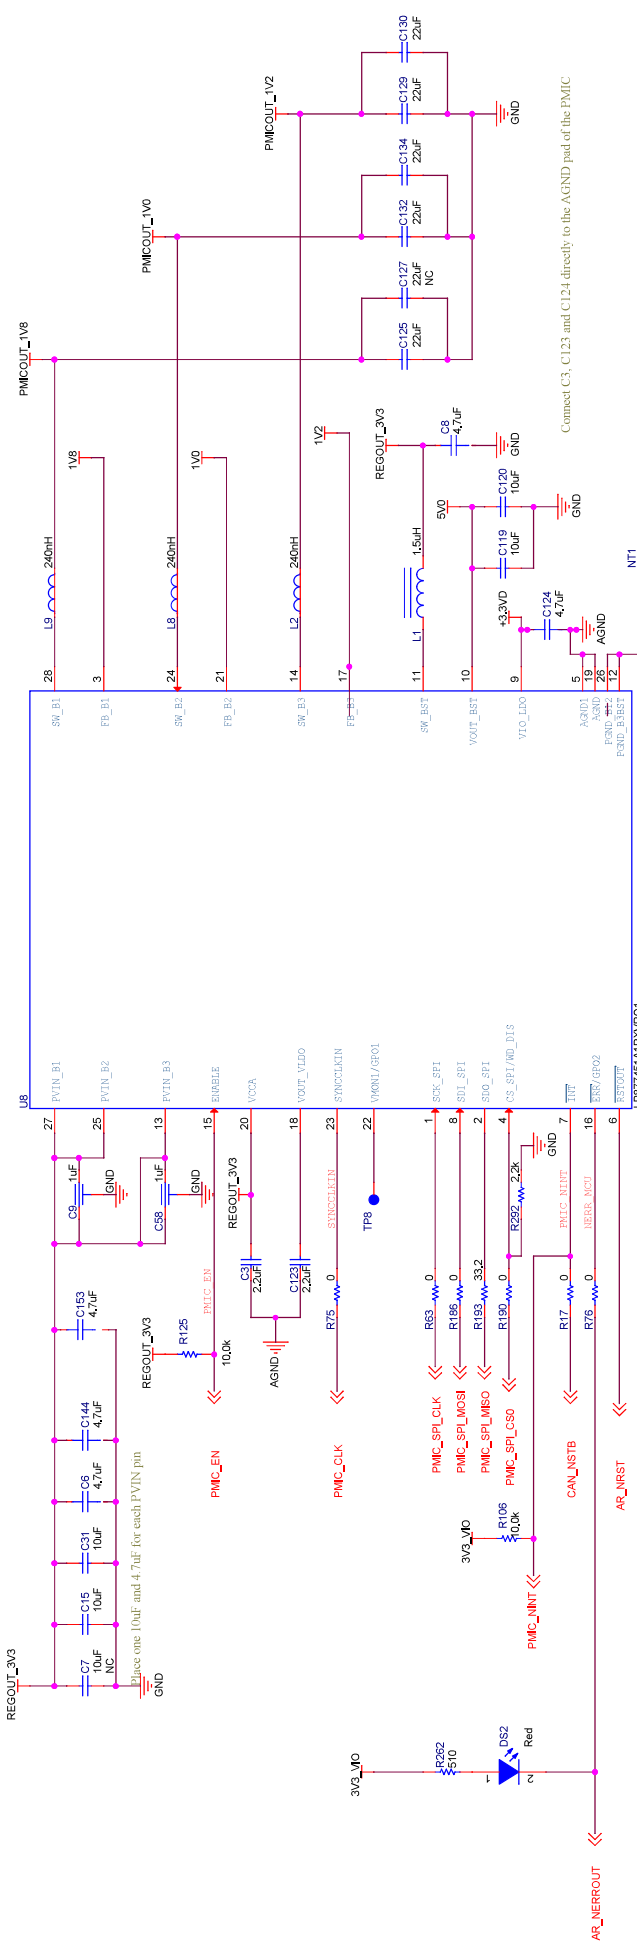 C130
22uF
C129
22uF
GND
PMICOUT_1V2
C134
22uF
C132
22uF
PMICOUT_1V0
C127
22uF
NC
C125
22uF
PMICOUT_1V8
Connect C3, C123 and C124 directly to the AGND pad of the PMIC
1V2
REGOUT_3V3
C8
4.7uF
GND
1V8
1V0
5V0
C120
10uF
C119
10uF
GND
240nH
L9
240nH
L8
240nH
L2
1.5uH
L1
+3.3VD
C124
4.7uF
AGND
NT1
28
3
24
21
14
17
11
10
9
5
19
26
12
SW_B1
FB_B1
SW_B2
FB_B2
SW_B3
FB_B3
SW_BST
VOUT_BST
VIO_LDO
AGND1
AGND
PGND_B12
PGND_B3BST
U8
PVIN_B1
PVIN_B2
PVIN_B3
ENABLE
VCCA
VOUT_VLDO
SYNCCLKIN
VMON1/GPO1
SCK_SPI
SDI_SPI
SDO_SPI
CS_SPI/WD_DIS
INT
ERR/GPO2
RSTOUT
27
25
13
15
20
18
23
22
1
8
2
4
7
16
6
C9
1uF
GND
C58
1uF
GND
PMIC_EN
REGOUT_3V3
C3
2.2uF
C123
2.2uF
AGND
SYNCCLKIN
R75
0
TP8
R63
0
R186
0
R193
33.2
R190
0
R292
2.2k
GND
PMIC_NINT
NERR_MCU
R17
0
R76
0
C153
4.7uF
C144
4.7uF
C6
4.7uF
C31
10uF
C15
10uF
C7
10uF
NC
REGOUT_3V3
GND
Place one 10uF and 4.7uF for each PVIN pin
REGOUT_3V3
R125
10.0k
PMIC_EN
PMIC_CLK
PMIC_SPI_CLK
PMIC_SPI_MOSI
PMIC_SPI_MISO
PMIC_SPI_CS0
CAN_NSTB
AR_NRST
3V3_VIO
R106
10.0k
PMIC_NINT
3V3_VIO
R262
510
1
DS2
Red
2
AR_NERROUT